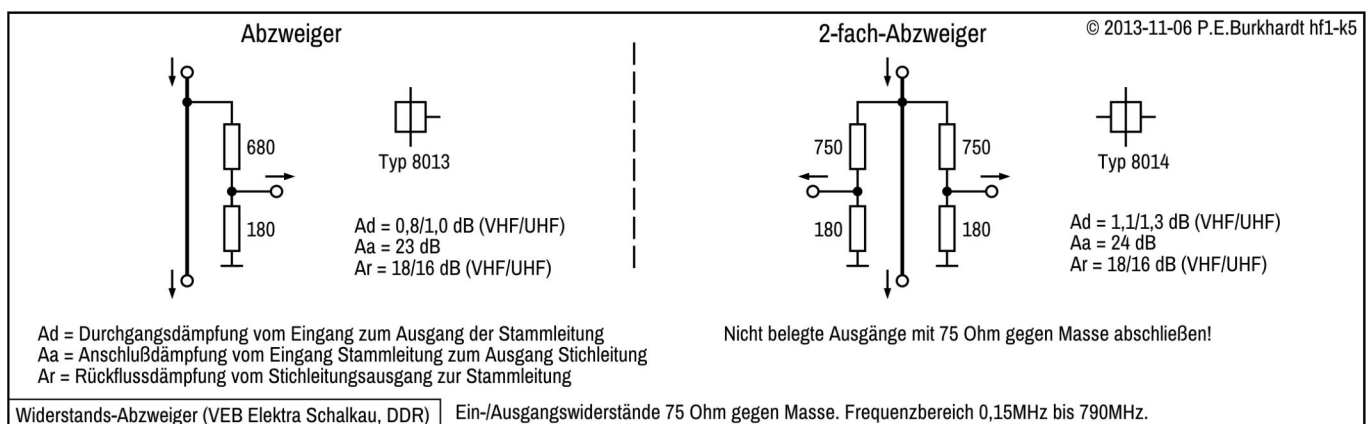 Abzweiger
2-fach-Abzweiger
© 2013-11-06 P.E.Burkhardt hf1-k5
680
180
Typ 8013
Ad = 0,8/1,0 dB (VHF/UHF)
Aa = 23 dB
Ar = 18/16 dB (VHF/UHF)
750
750
180
180
Typ 8014
Ad = 1,1/1,3 dB (VHF/UHF)
Aa = 24 dB
Ar = 18/16 dB (VHF/UHF)
Ad = Durchgangsdämpfung vom Eingang zum Ausgang der Stammleitung
Aa = Anschlußdämpfung vom Eingang Stammleitung zum Ausgang Stichleitung
Ar = Rückflussdämpfung vom Stichleitungsausgang zur Stammleitung
Nicht belegte Ausgänge mit 75 Ohm gegen Masse abschließen!
Widerstands-Abzweiger (VEB Elektra Schalkau, DDR)
Ein-/Ausgangswiderstände 75 Ohm gegen Masse. Frequenzbereich 0,15MHz bis 790MHz.